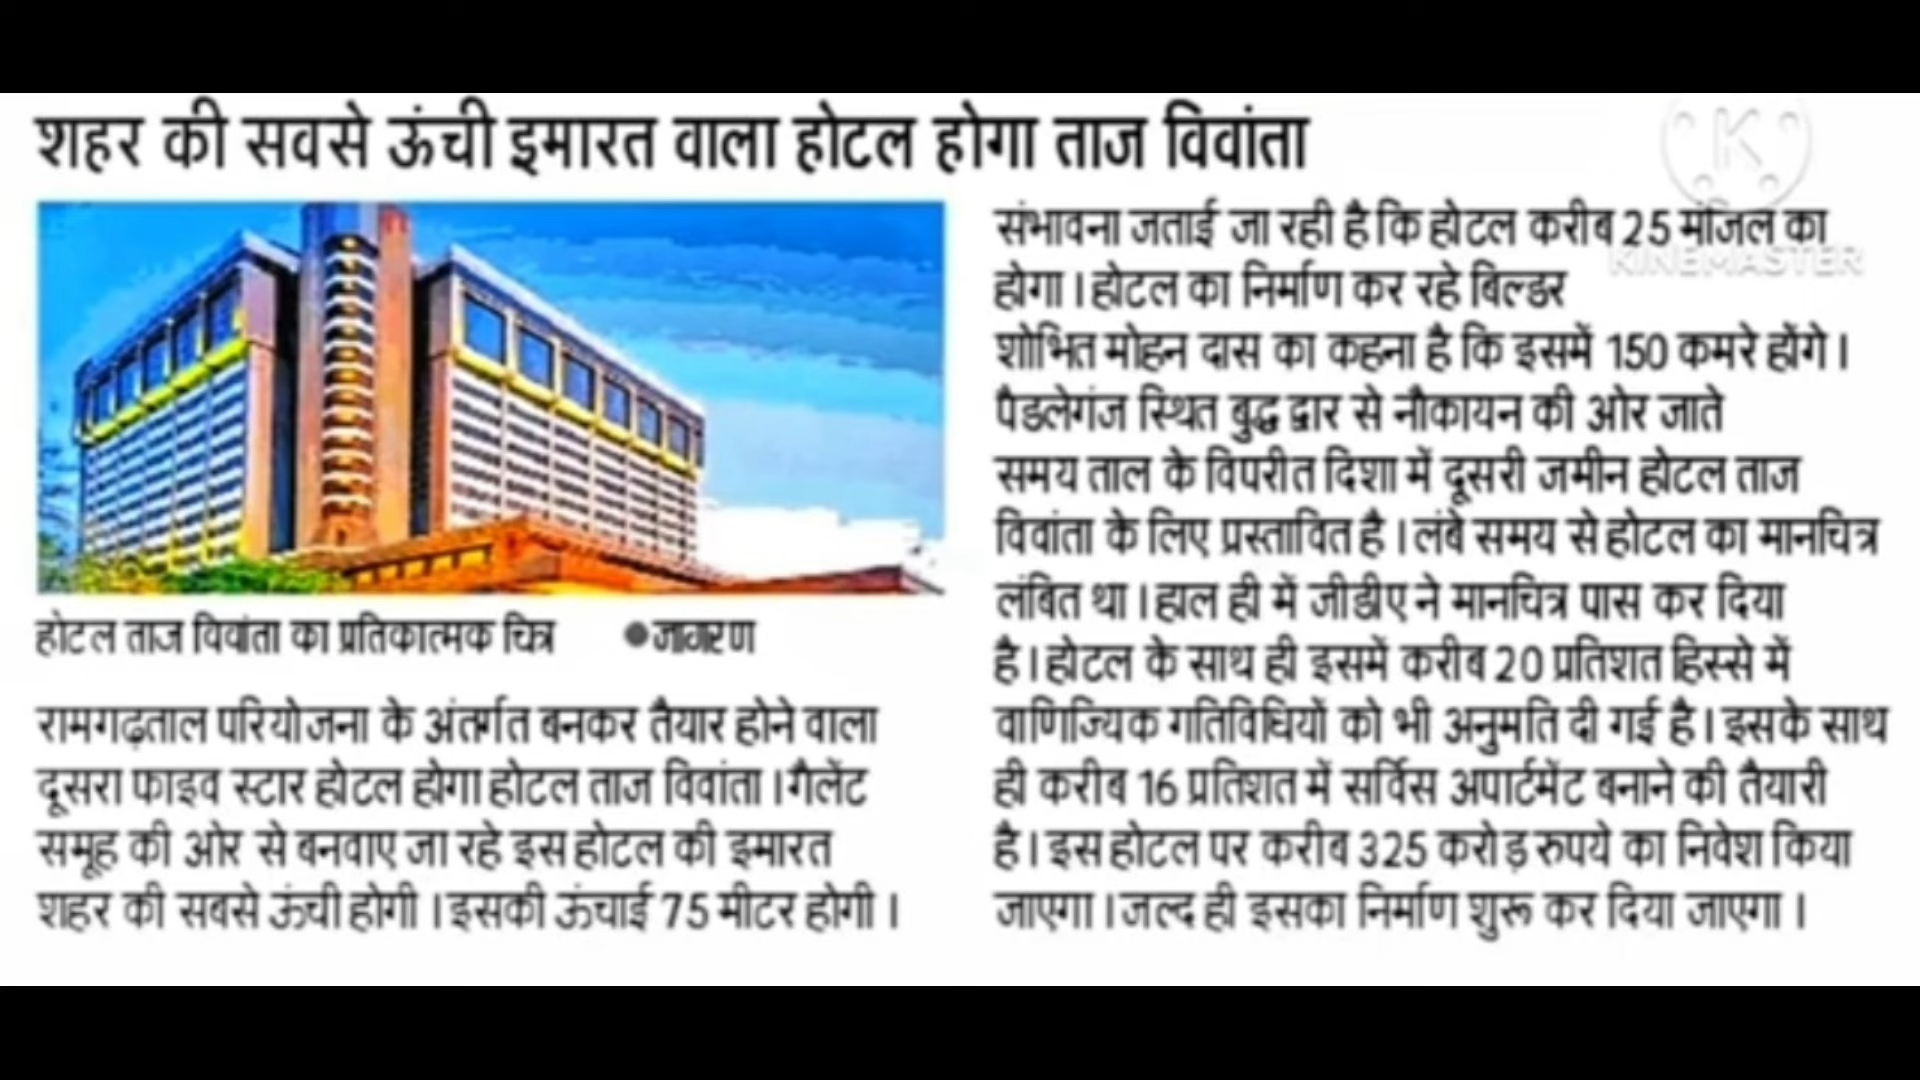 शहर की सबसे ऊंची इमारत वाला होटल होगा ताज विवांता
होटल ताज विवांता का प्रतिकात्मक चित्र ●जागरण
रामगढ़ताल परियोजना के अंतर्गत बनकर तैयार होने वाला
दूसरा फाइव स्टार होटल होगा होटल ताज विवांता । गैलेंट
समूह की ओर से बनवाए जा रहे इस होटल की इमारत
शहर की सबसे ऊंची होगी । इसकी ऊंचाई 75 मीटर होगी ।
संभावना जताई जा रही है कि होटल करीब 25 मंजिल का
होगा । होटल का निर्माण कर रहे बिल्डर
शोभित मोहन दास का कहना है कि इसमें 150 कमरे होंगे ।
पैडलेगंज स्थित बुद्ध द्वार से नौकायन की ओर जाते
समय ताल के विपरीत दिशा में दूसरी जमीन होटल ताज
विवांता के लिए प्रस्तावित है । लंबे समय से होटल का मानचित्र
लंबित था । हाल ही में जीडीए ने मानचित्र पास कर दिया
है । होटल के साथ ही इसमें करीब 20 प्रतिशत हिस्से में
वाणिज्यिक गतिविधियों को भी अनुमति दी गई है । इसके साथ
ही करीब 16 प्रतिशत में सर्विस अपार्टमेंट बनाने की तैयारी
है । इस होटल पर करीब 325 करोड़ रुपये का निवेश किया
जाएगा । जल्द ही इसका निर्माण शुरू कर दिया जाएगा ।
K
KINEMASTER